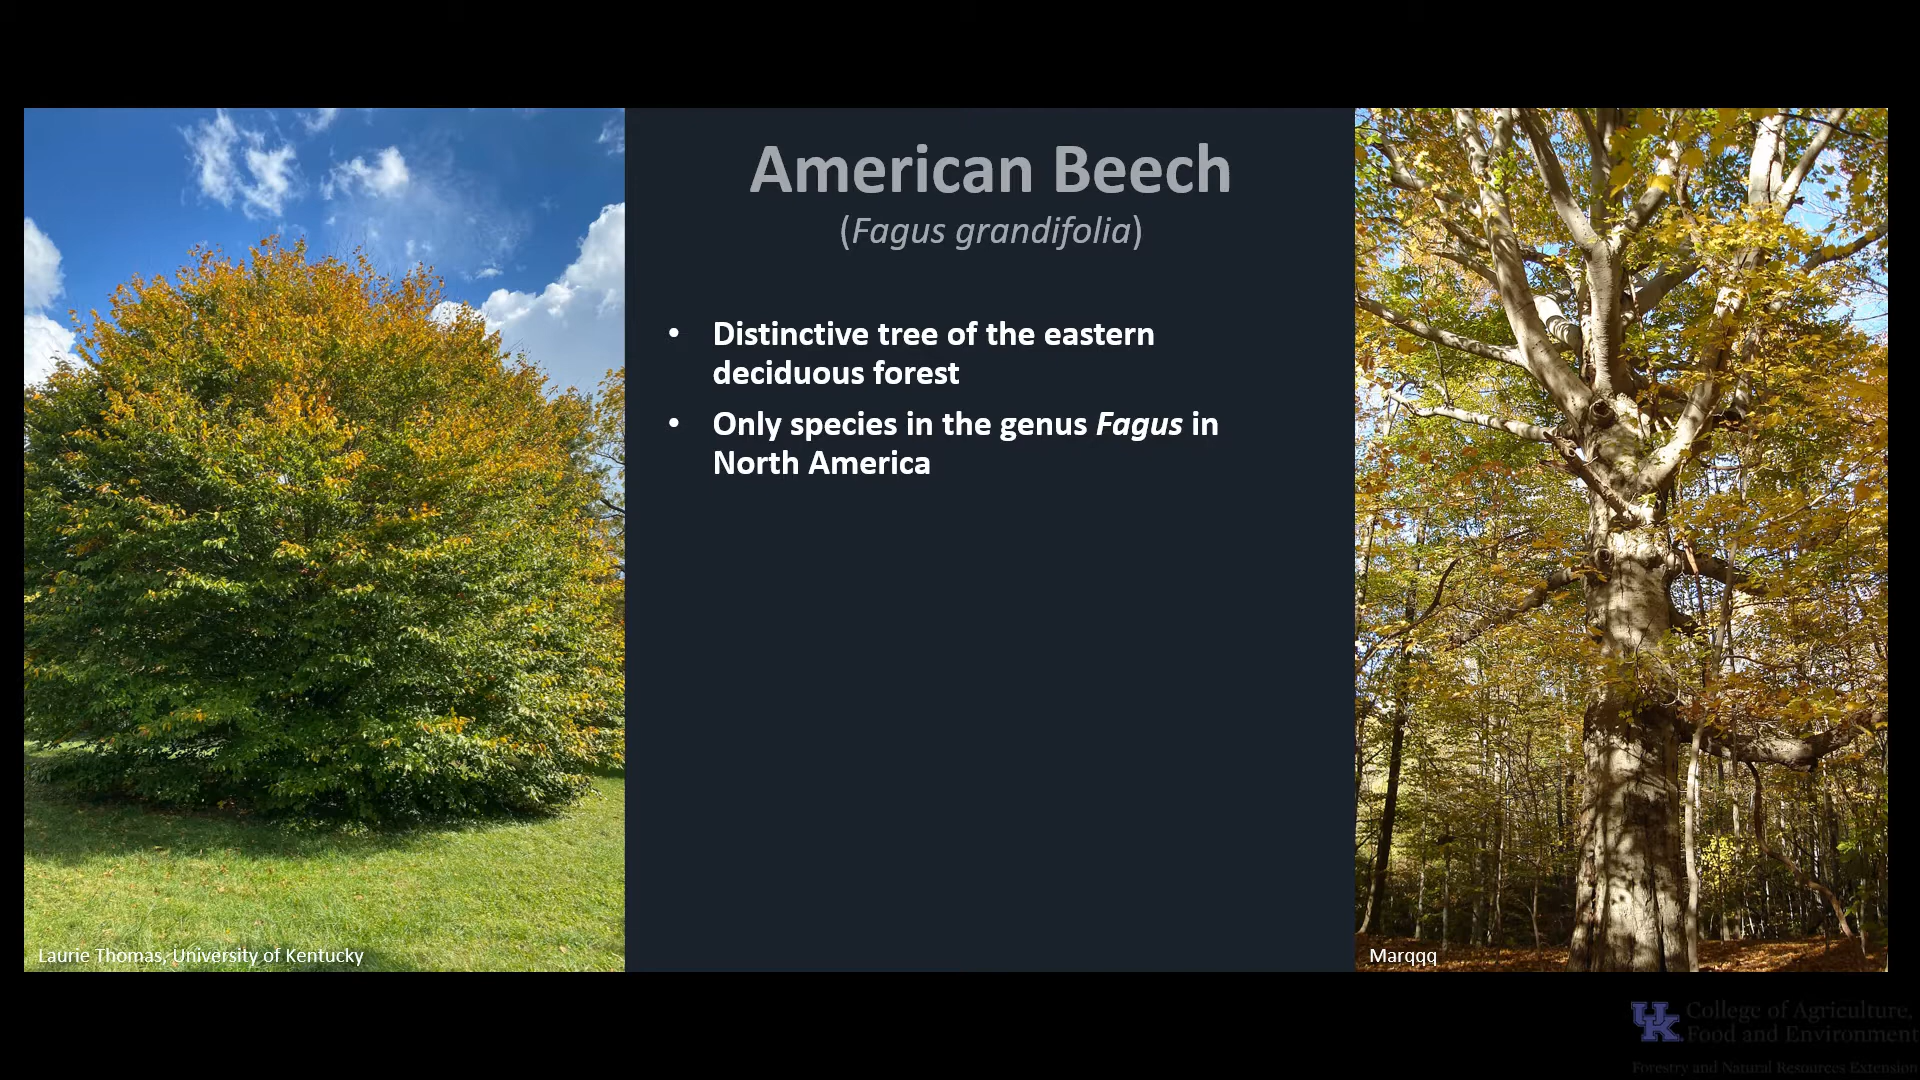 American Beech
(Fagus grandifolia)
• Distinctive tree of the eastern
deciduous forest
• Only species in the genus Fagus in
North America
Laurie Thomas, University of Kentucky
Marqqq
UK College of Agriculture,
Food and Environment
Forestry and Natural Resources Extension